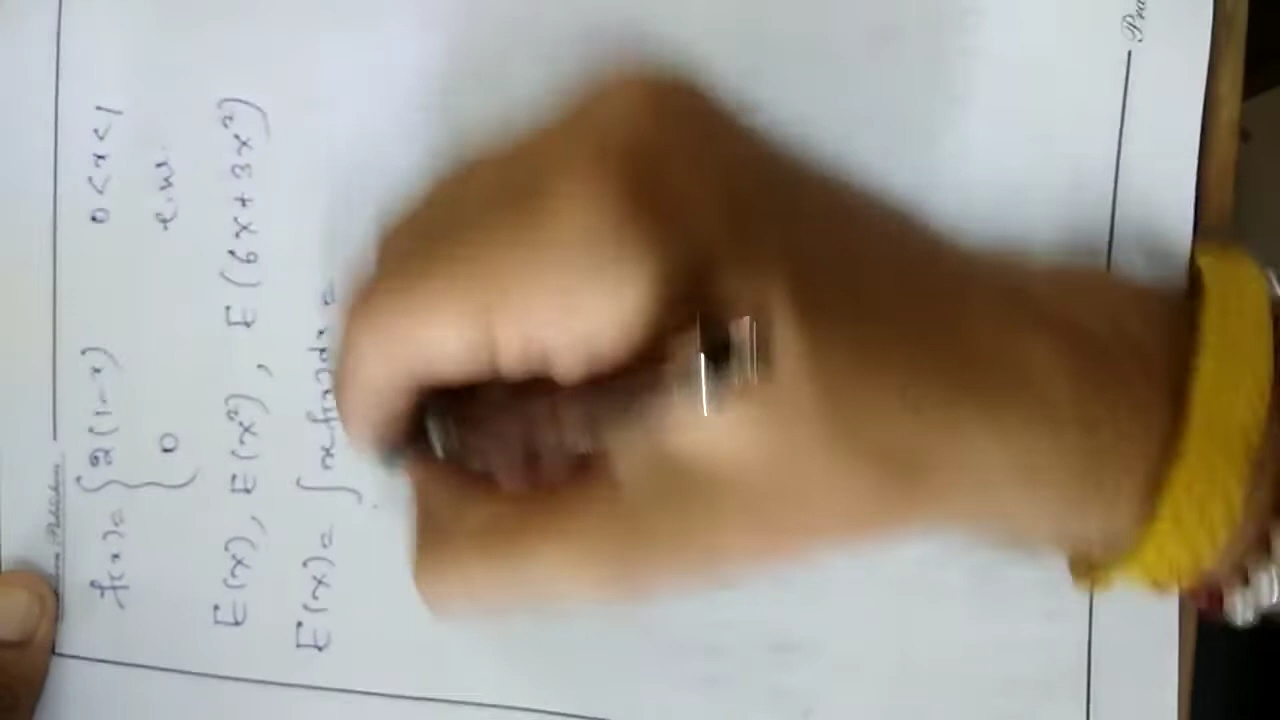 f(x) = { 2(1-x) 0<x<1
0 e.w.
E(X), E(X²), E(6X+3X²)
E(X) = ∫x f(x)dx =